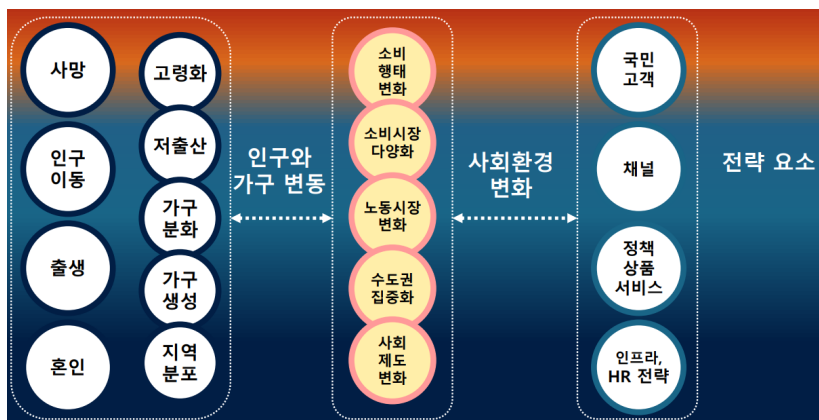 사망
인구
이동
출생
혼인
고령화
저출산
가구
분화
가구
생성
지역
분포
인구와
가구 변동
소비
행태
변화
소비시장
다양화
노동시장
변화
수도권
집중화
사회
제도
변화
사회환경
변화
국민
고객
채널
정책
상품
서비스
인프라,
HR 전략
전략 요소